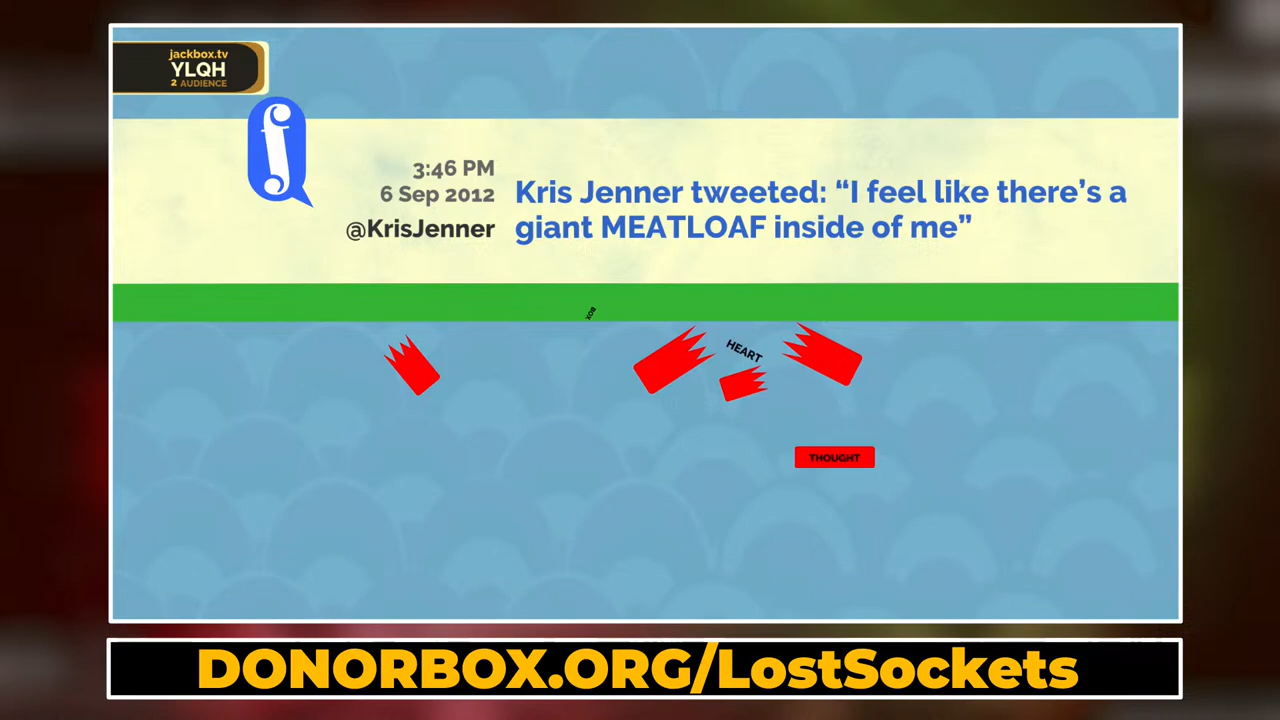 jackbox.tv
YLQH
2 AUDIENCE
3:46 PM
6 Sep 2012
@KrisJenner
Kris Jenner tweeted: “I feel like there’s a
giant MEATLOAF inside of me”
BOX
HEART
THOUGHT
DONORBOX.ORG/LostSockets